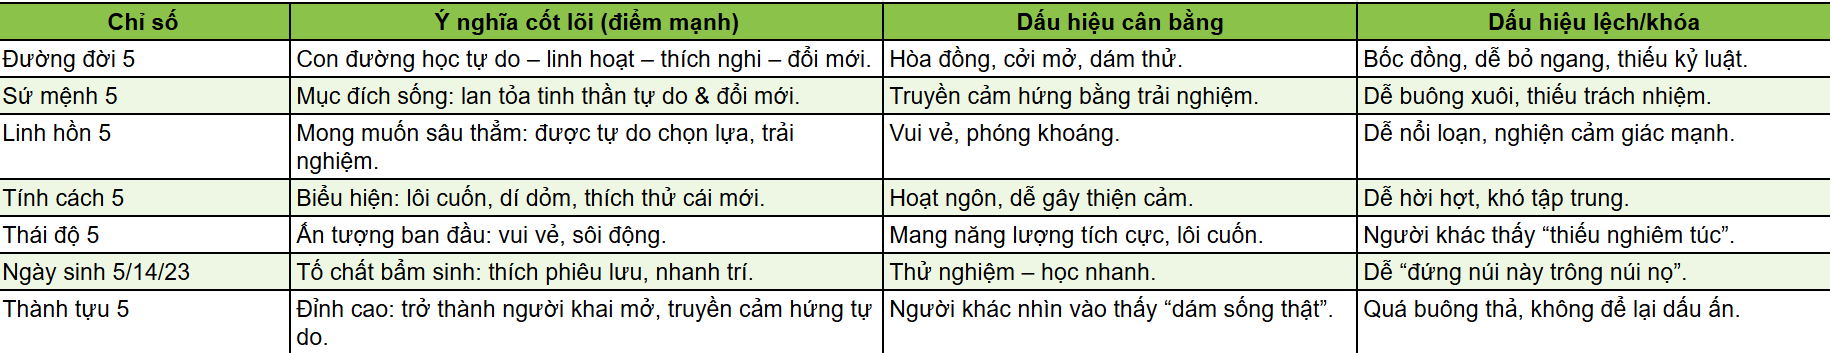 Chỉ số Ý nghĩa cốt lõi (điểm mạnh) Dấu hiệu cân bằng Dấu hiệu lệch/khóa
Đường đời 5 Con đường học tự do – linh hoạt – thích nghi – đổi mới. Hòa đồng, cởi mở, dám thử. Bốc đồng, dễ bỏ ngang, thiếu kỷ luật.
Sứ mệnh 5 Mục đích sống: lan tỏa tinh thần tự do & đổi mới. Truyền cảm hứng bằng trải nghiệm. Dễ buông xuôi, thiếu trách nhiệm.
Linh hồn 5 Mong muốn sâu thẳm: được tự do chọn lựa, trải Vui vẻ, phóng khoáng. Dễ nổi loạn, nghiện cảm giác mạnh.
nghiệm.
Tính cách 5 Biểu hiện: lôi cuốn, dí dỏm, thích thử cái mới. Hoạt ngôn, dễ gây thiện cảm. Dễ hời hợt, khó tập trung.
Thái độ 5 Ấn tượng ban đầu: vui vẻ, sôi động. Mang năng lượng tích cực, lôi cuốn. Người khác thấy “thiếu nghiêm túc”.
Ngày sinh 5/14/23 Tố chất bẩm sinh: thích phiêu lưu, nhanh trí. Thử nghiệm – học nhanh. Dễ “đứng núi này trông núi nọ”.
Thành tựu 5 Đỉnh cao: trở thành người khai mở, truyền cảm hứng tự Người khác nhìn vào thấy “dám sống thật”. Quá buông thả, không để lại dấu ấn.
do.